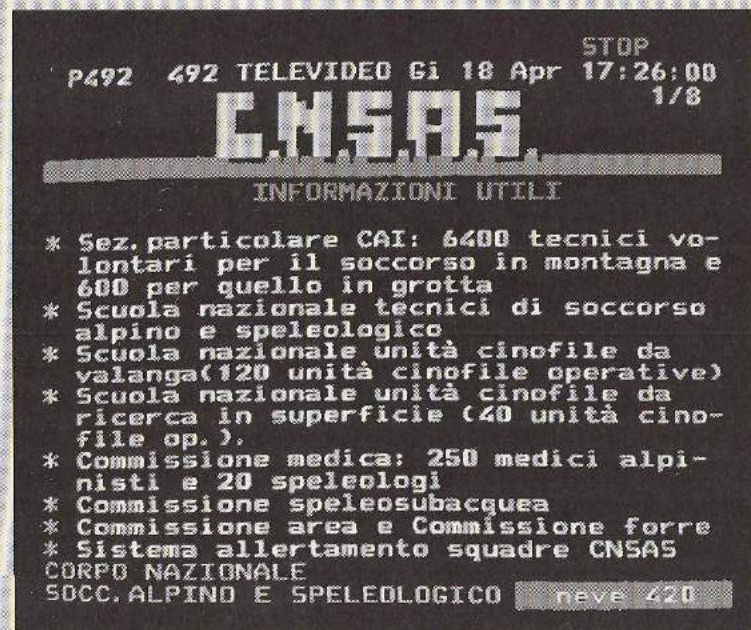 STOP
P492 492 TELEVIDEO Gi 18 Apr 17:26:00
1/8
C.N.S.A.S.
INFORMAZIONI UTILI
* Sez.particolare CAI: 6400 tecnici vo-
lontari per il soccorso in montagna e
600 per quello in grotta
* Scuola nazionale tecnici di soccorso
alpino e speleologico
* Scuola nazionale unità cinofile da
valanga(120 unità cinofile operative)
* Scuola nazionale unità cinofile da
ricerca in superficie (40 unità cino-
file op.).
* Commissione medica: 250 medici alpi-
nisti e 20 speleologi
* Commissione speleosubacquea
* Commissione area e Commissione forre
* Sistema allertamento squadre CNSAS
CORPO NAZIONALE
SOCC.ALPINO E SPELEOLOGICO neve 420